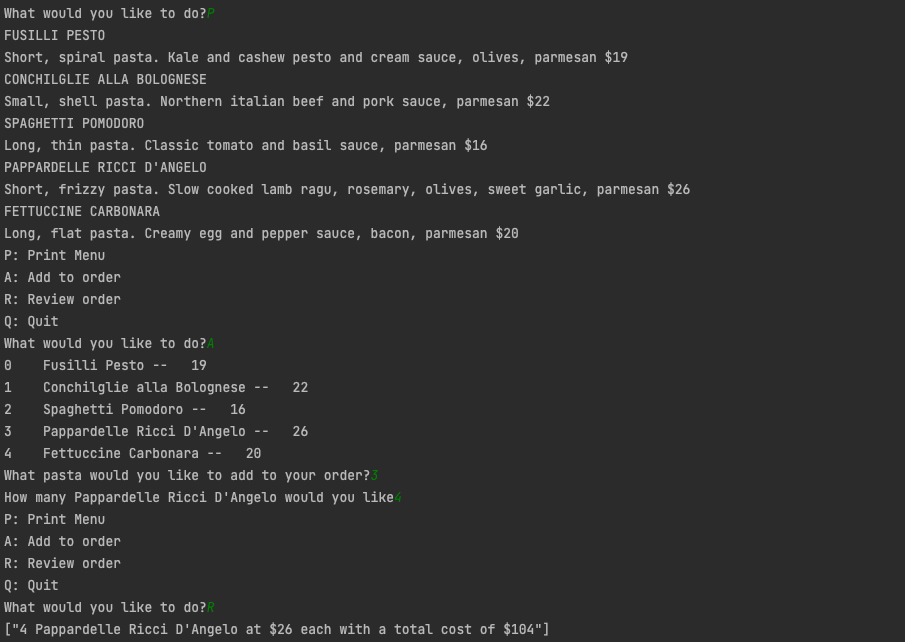 What would you like to do?P
FUSILLI PESTO
Short, spiral pasta. Kale and cashew pesto and cream sauce, olives, parmesan $19
CONCHILGLIE ALLA BOLOGNESE
Small, shell pasta. Northern italian beef and pork sauce, parmesan $22
SPAGHETTI POMODORO
Long, thin pasta. Classic tomato and basil sauce, parmesan $16
PAPPARDELLE RICCI D'ANGELO
Short, frizzy pasta. Slow cooked lamb ragu, rosemary, olives, sweet garlic, parmesan $26
FETTUCCINE CARBONARA
Long, flat pasta. Creamy egg and pepper sauce, bacon, parmesan $20
P: Print Menu
A: Add to order
R: Review order
Q: Quit
What would you like to do?A
0    Fusilli Pesto --   19
1    Conchilglie alla Bolognese --   22
2    Spaghetti Pomodoro --   16
3    Pappardelle Ricci D'Angelo --   26
4    Fettuccine Carbonara --   20
What pasta would you like to add to your order?3
How many Pappardelle Ricci D'Angelo would you like4
P: Print Menu
A: Add to order
R: Review order
Q: Quit
What would you like to do?R
["4 Pappardelle Ricci D'Angelo at $26 each with a total cost of $104"]